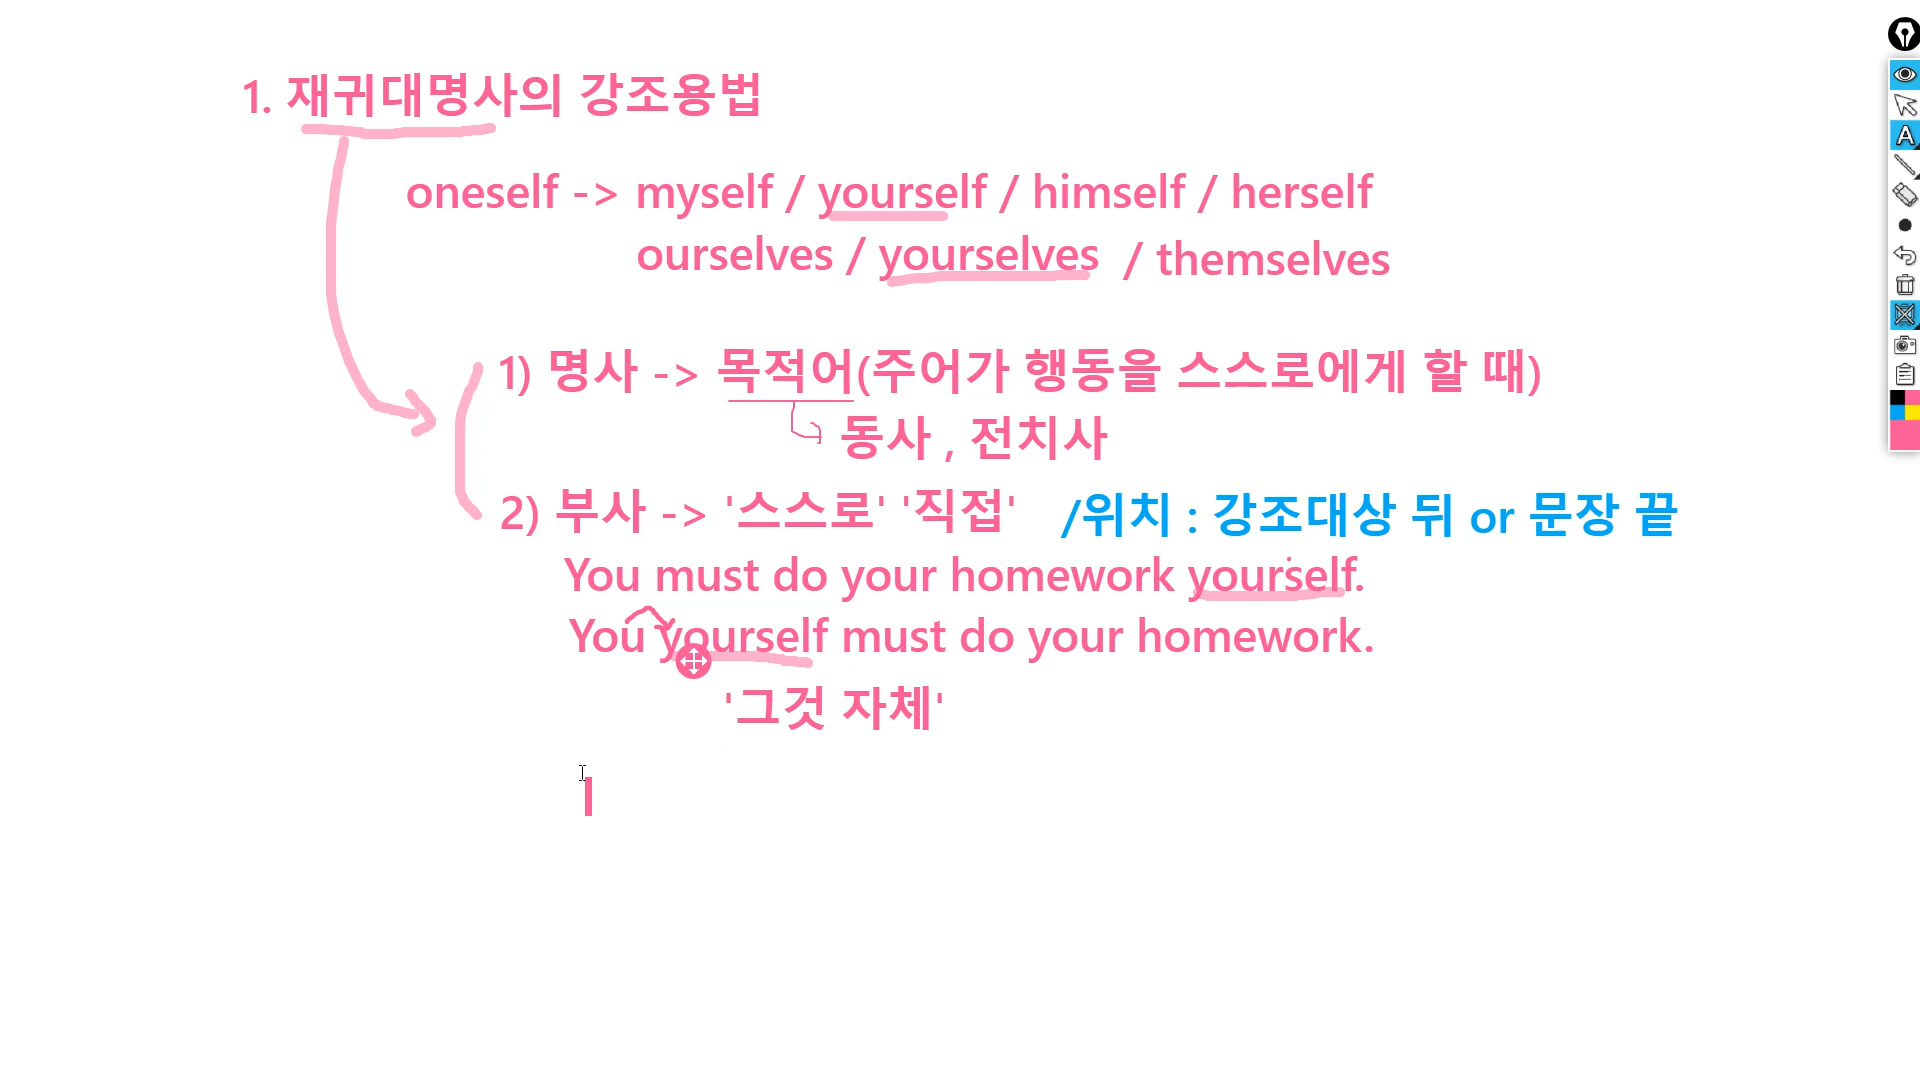 1. 재귀대명사의 강조용법
oneself -> myself / yourself / himself / herself
ourselves / yourselves / themselves
1) 명사 -> 목적어(주어가 행동을 스스로에게 할 때)
동사 , 전치사
2) 부사 -> '스스로' '직접' /위치 : 강조대상 뒤 or 문장 끝
You must do your homework yourself.
You yourself must do your homework.
'그것 자체'